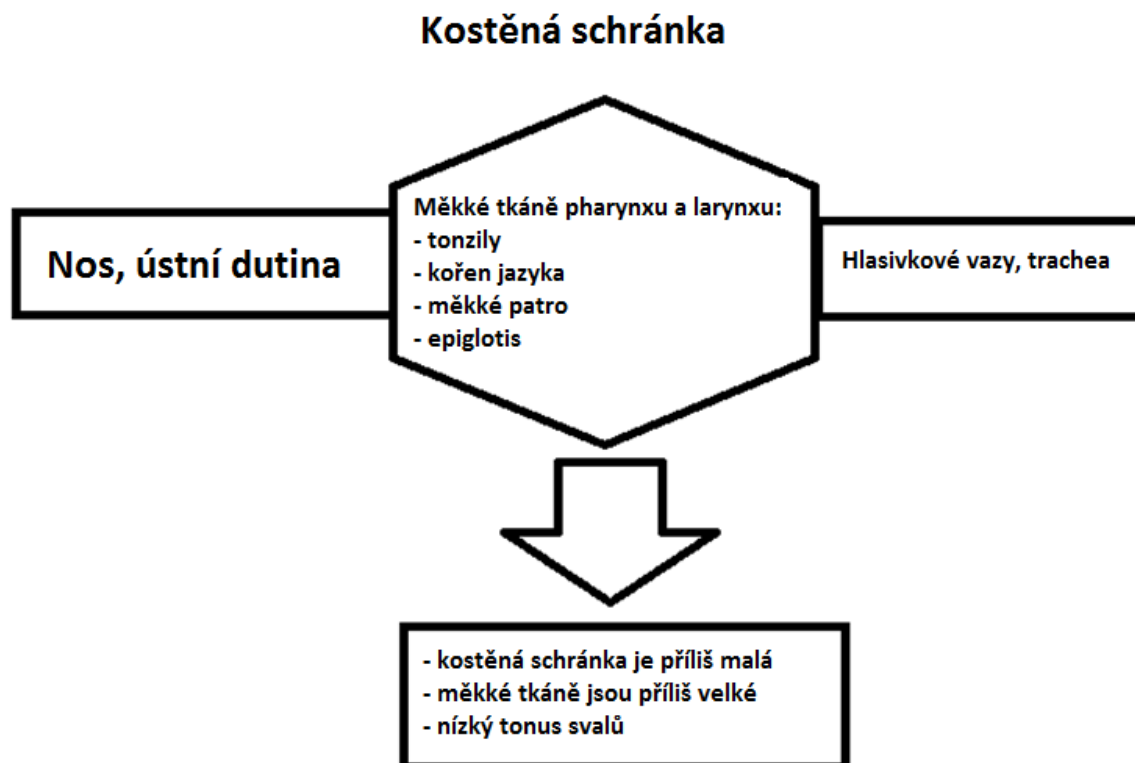 Kostěná schránka
Nos, ústní dutina
Měkké tkáně pharynxu a larynxu:
- tonzily
- kořen jazyka
- měkké patro
- epiglotis
Hlasivkové vazy, trachea
- kostěná schránka je příliš malá
- měkké tkáně jsou příliš velké
- nízký tonus svalů